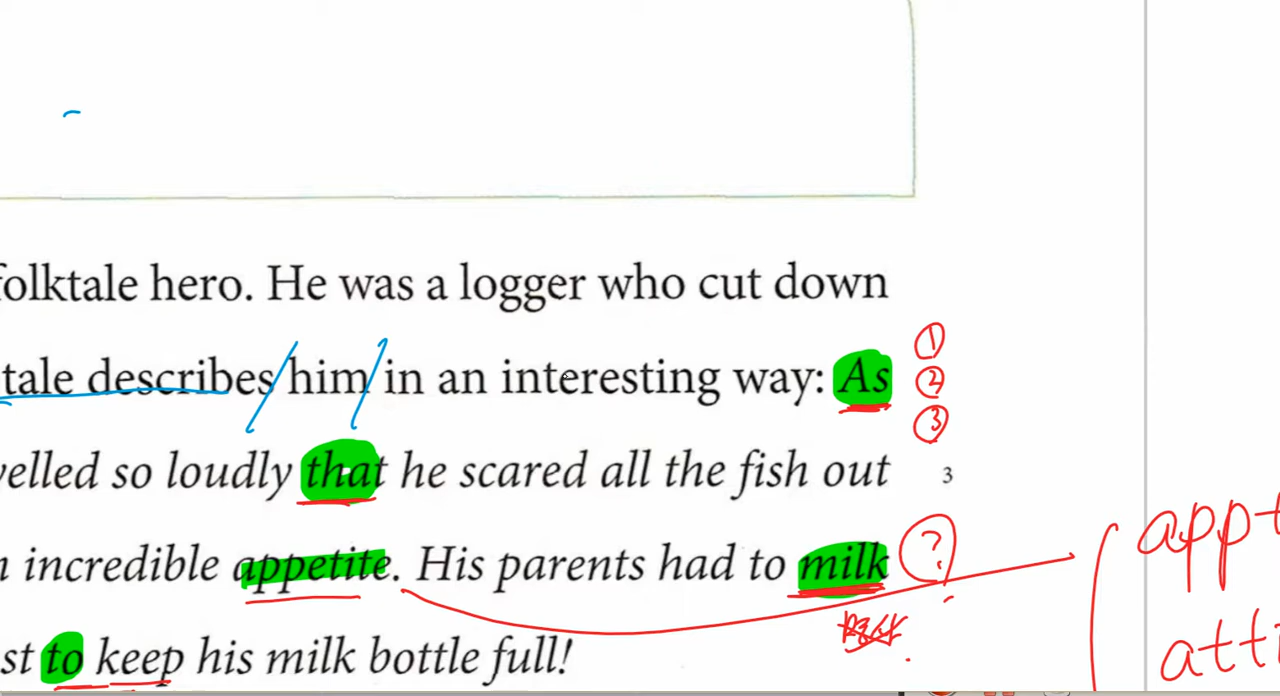 folktale hero. He was a logger who cut down
①
tale describes him in an interesting way: As
②
③
yelled so loudly that he scared all the fish out
3
incredible appetite. His parents had to milk
?
appt
atti
st to keep his milk bottle full!